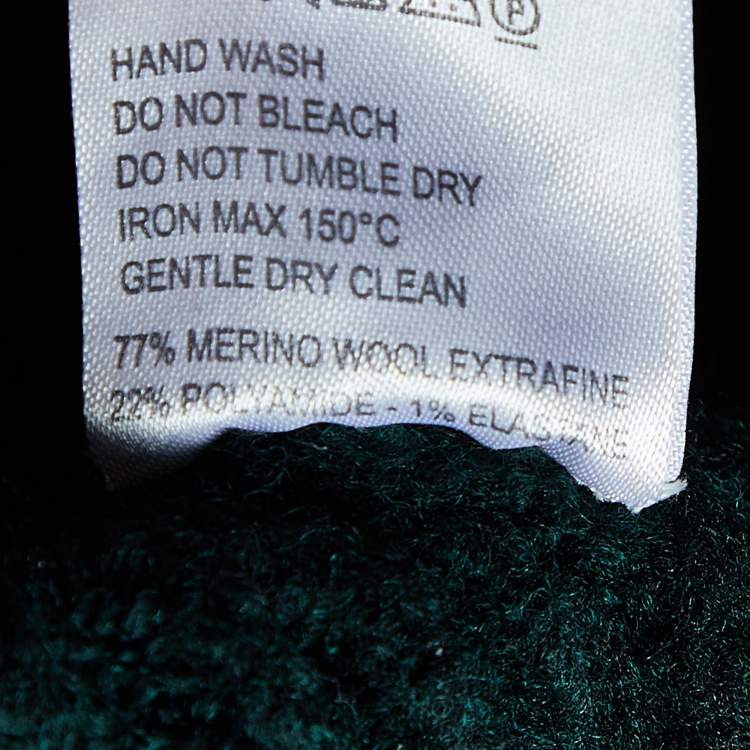 P
HAND WASH
DO NOT BLEACH
DO NOT TUMBLE DRY
IRON MAX 150°C
GENTLE DRY CLEAN
77% MERINO WOOL EXTRAFINE
22% POLYAMIDE - 1% ELASTANE